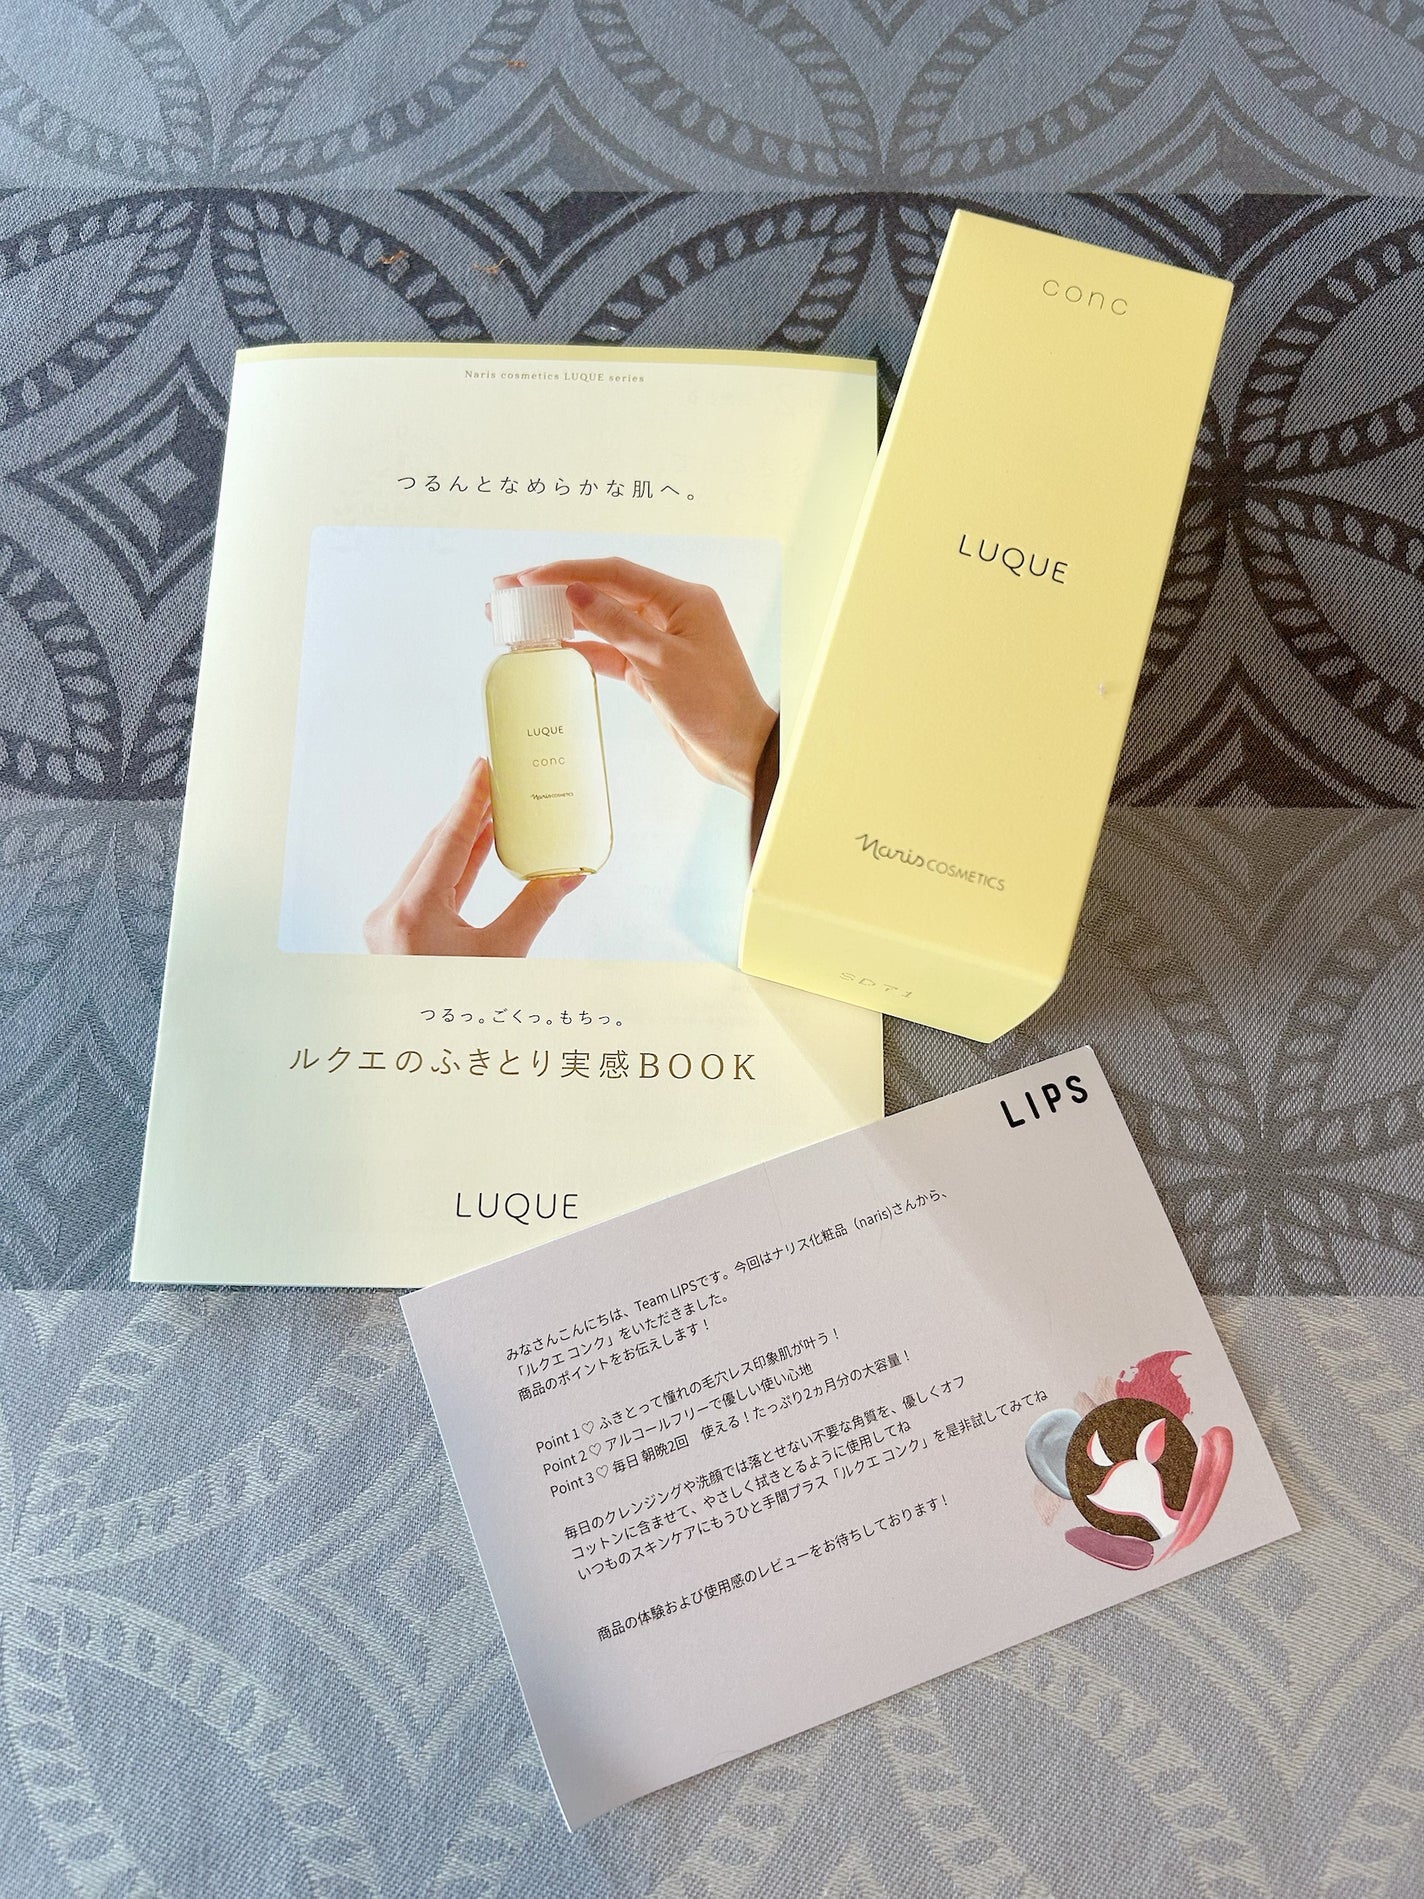 Naris cosmetics LUQUE series
つるんとなめらかな肌へ。
LUQUE
conc
Naris COSMETICS
つるっ。ごくっ。もちっ。
ルクエのふきとり実感BOOK
LUQUE
conc
LUQUE
Naris COSMETICS
SD71
LIPS
みなさんこんにちは、Team LIPSです。今回はナリス化粧品（naris)さんから、
「ルクエ コンク」をいただきました。
商品のポイントをお伝えします！
Point 1♡ ふきとって憧れの毛穴レス印象肌が叶う！
Point 2♡ アルコールフリーで優しい使い心地
Point 3♡ 毎日 朝晩2回　使える！たっぷり2ヵ月分の大容量！
毎日のクレンジングや洗顔では落とせない不要な角質を、優しくオフ
コットンに含ませて、やさしく拭きとるように使用してね
いつものスキンケアにもうひと手間プラス「ルクエ コンク」を是非試してみてね
商品の体験および使用感のレビューをお待ちしております！